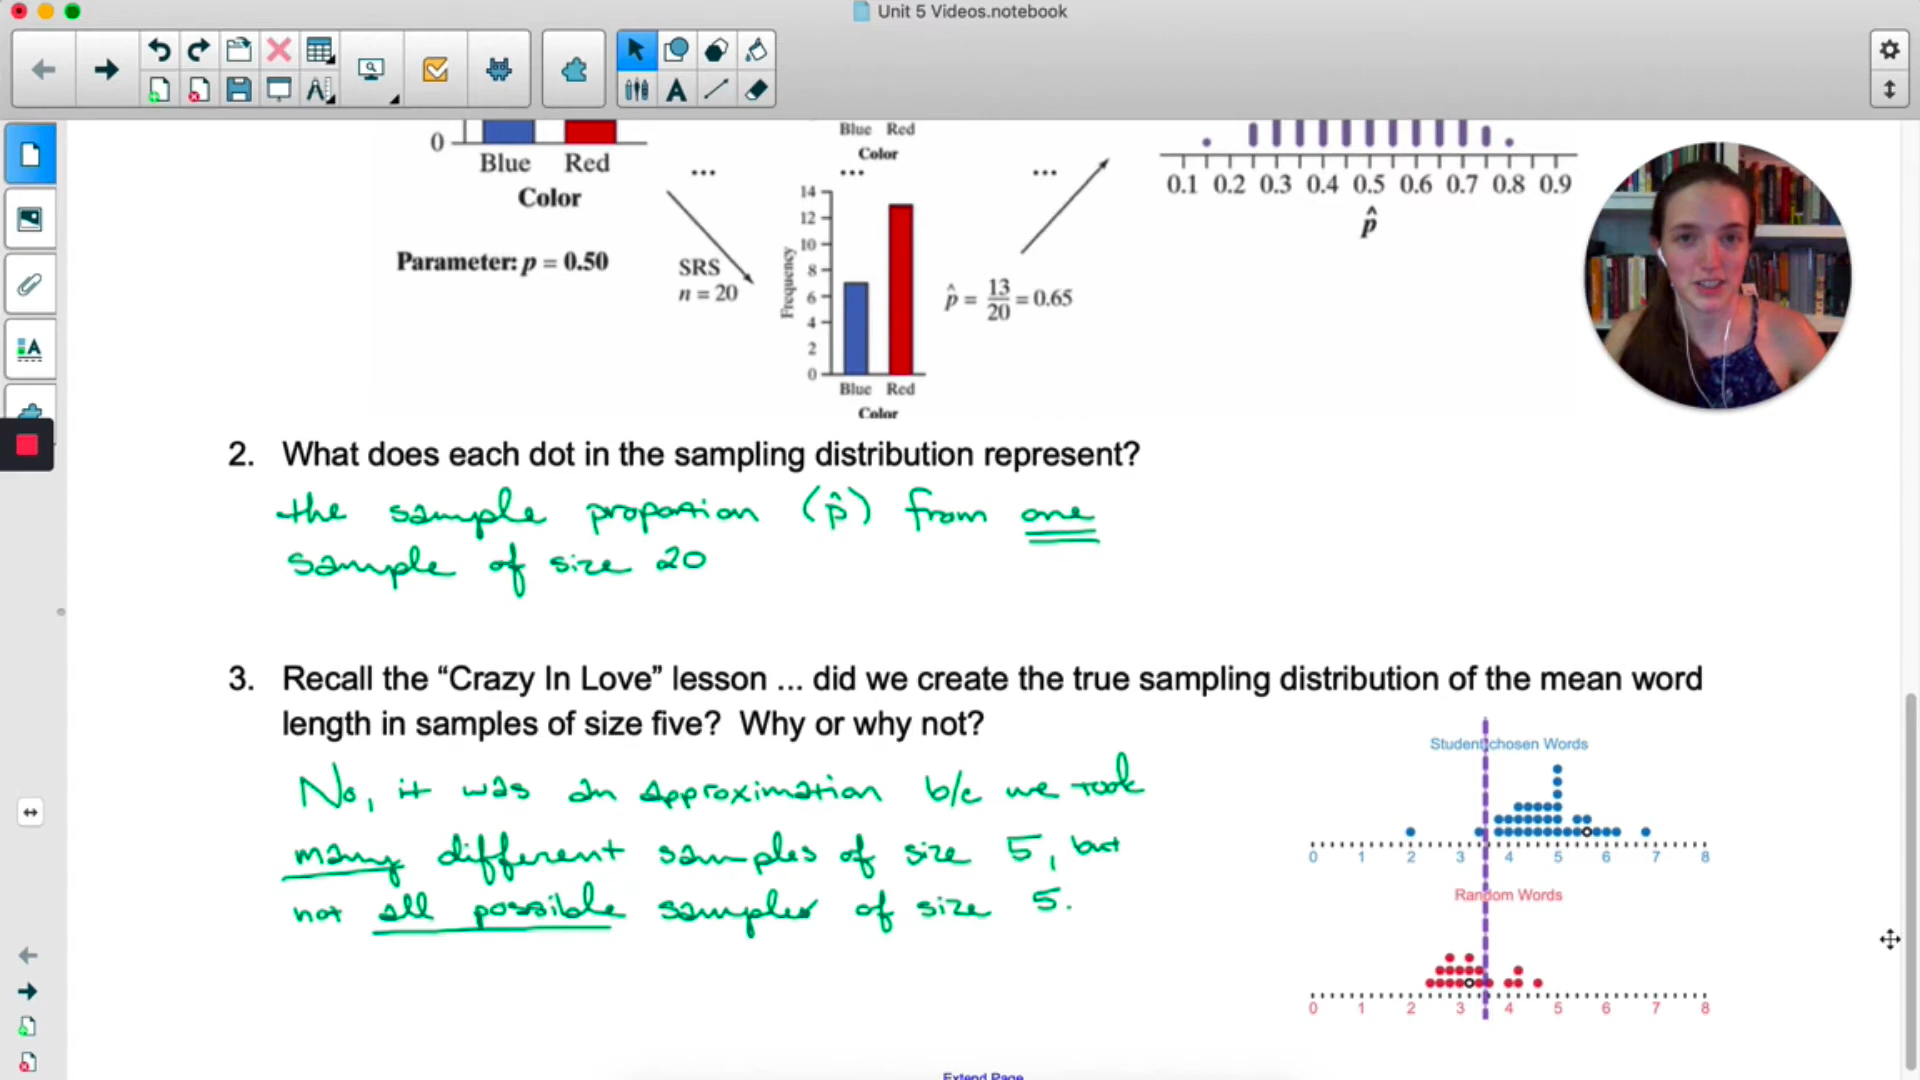 Unit 5 Videos.notebook
0
Blue Red
Color
Parameter: p = 0.50
...
SRS
n = 20
Blue Red
Color
...
14
12
10
8
6
4
2
0
Frequency
Blue Red
Color
...
p̂ = 13/20 = 0.65
0.1 0.2 0.3 0.4 0.5 0.6 0.7 0.8 0.9
p̂
2. What does each dot in the sampling distribution represent?
the sample proportion (p̂) from one
sample of size 20
3. Recall the “Crazy In Love” lesson ... did we create the true sampling distribution of the mean word
length in samples of size five? Why or why not?
No, it was an approximation b/c we took
many different samples of size 5, but
not all possible samples of size 5.
Student chosen Words
0 1 2 3 4 5 6 7 8
Random Words
0 1 2 3 4 5 6 7 8
Extend Page